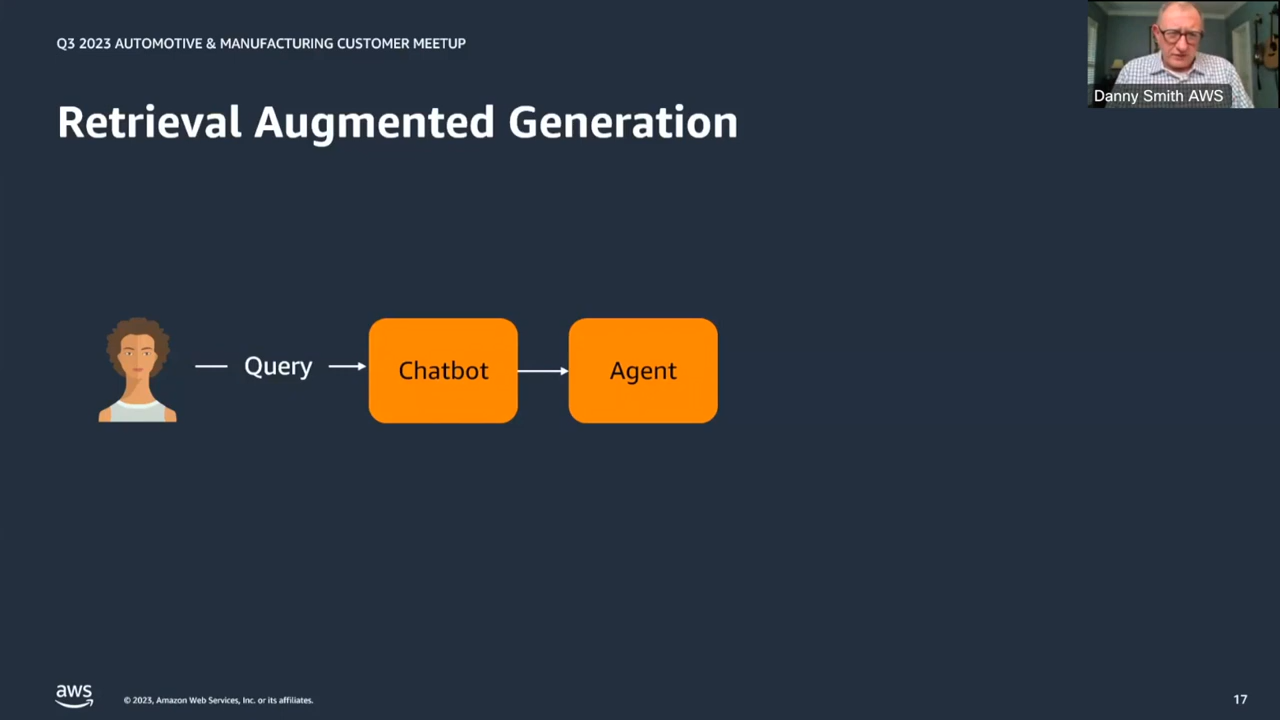 Q3 2023 AUTOMOTIVE & MANUFACTURING CUSTOMER MEETUP
Danny Smith AWS
Retrieval Augmented Generation
Query
Chatbot
Agent
aws
© 2023, Amazon Web Services, Inc. or its affiliates.
17